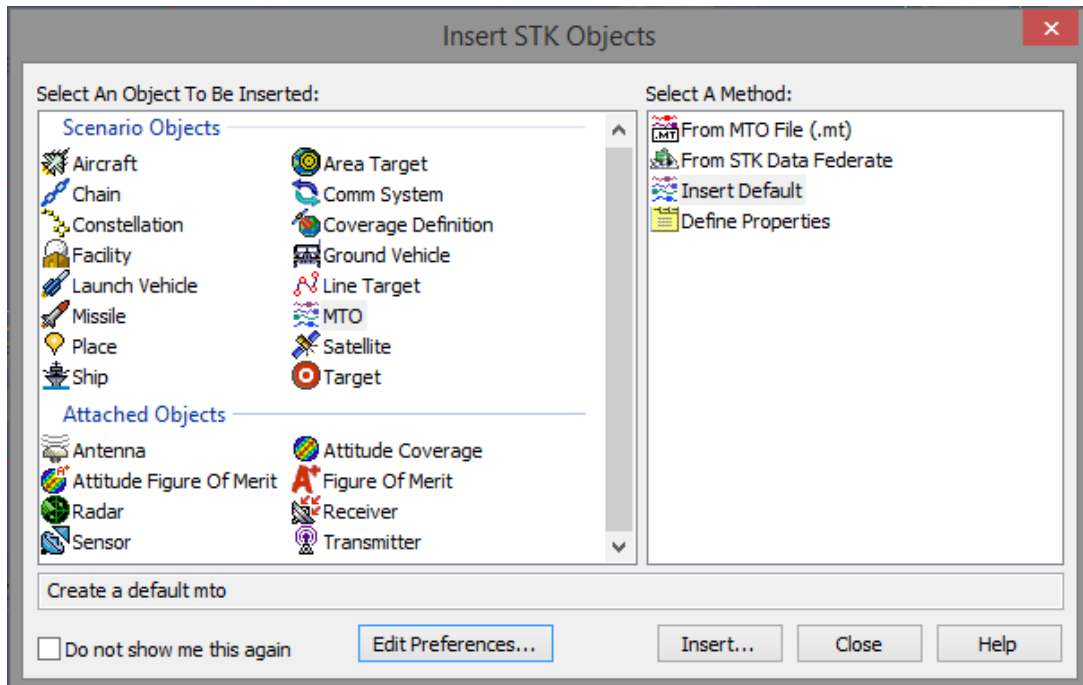 Insert STK Objects
Select An Object To Be Inserted:
Scenario Objects
Aircraft
Area Target
Chain
Comm System
Constellation
Coverage Definition
Facility
Ground Vehicle
Launch Vehicle
Line Target
Missile
MTO
Place
Satellite
Ship
Target
Attached Objects
Antenna
Attitude Coverage
Attitude Figure Of Merit
Figure Of Merit
Radar
Receiver
Sensor
Transmitter
Select A Method:
From MTO File (.mt)
From STK Data Federate
Insert Default
Define Properties
Create a default mto
Do not show me this again
Edit Preferences...
Insert...
Close
Help